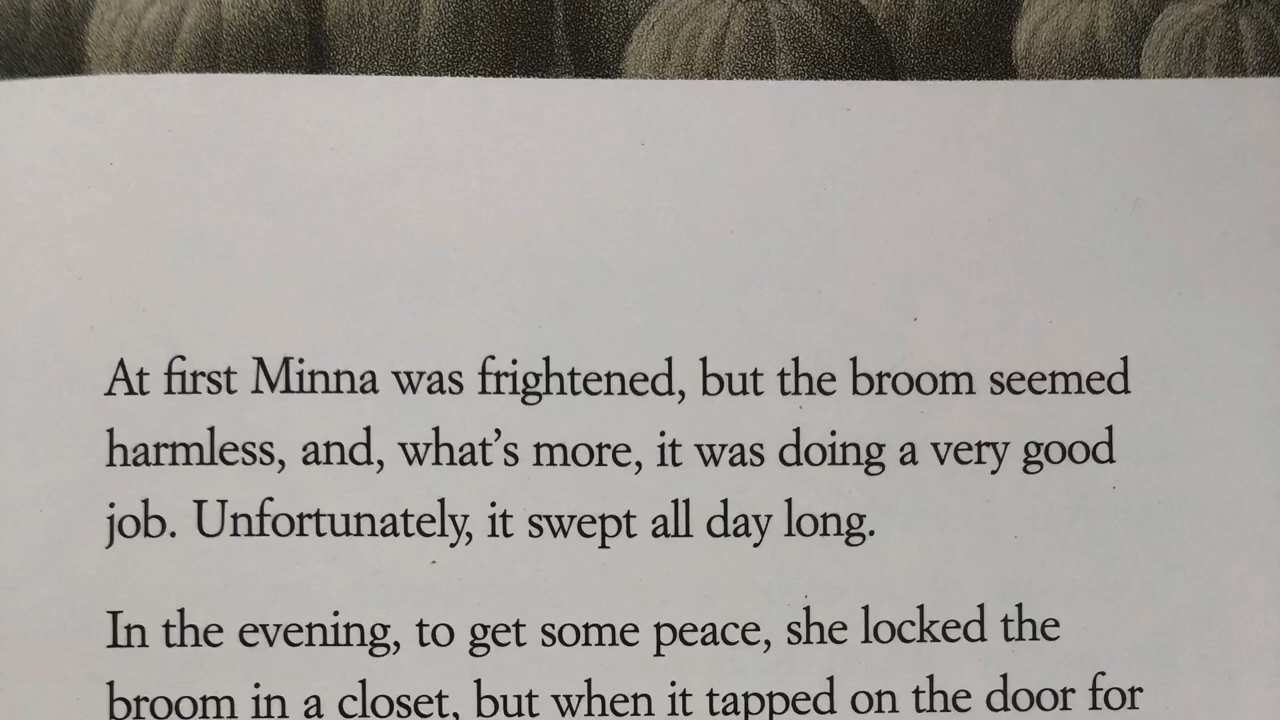 At first Minna was frightened, but the broom seemed
harmless, and, what’s more, it was doing a very good
job. Unfortunately, it swept all day long.
In the evening, to get some peace, she locked the
broom in a closet, but when it tapped on the door for